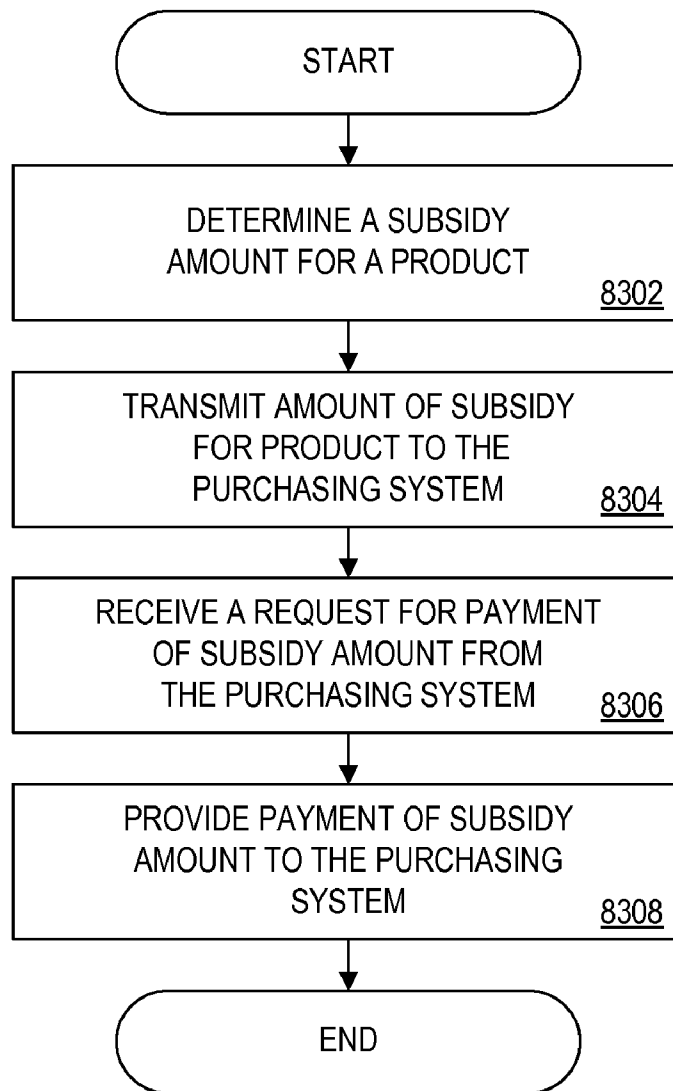 START
DETERMINE A SUBSIDY
AMOUNT FOR A PRODUCT
8302
TRANSMIT AMOUNT OF SUBSIDY
FOR PRODUCT TO THE
PURCHASING SYSTEM
8304
RECEIVE A REQUEST FOR PAYMENT
OF SUBSIDY AMOUNT FROM
THE PURCHASING SYSTEM
8306
PROVIDE PAYMENT OF SUBSIDY
AMOUNT TO THE PURCHASING
SYSTEM
8308
END